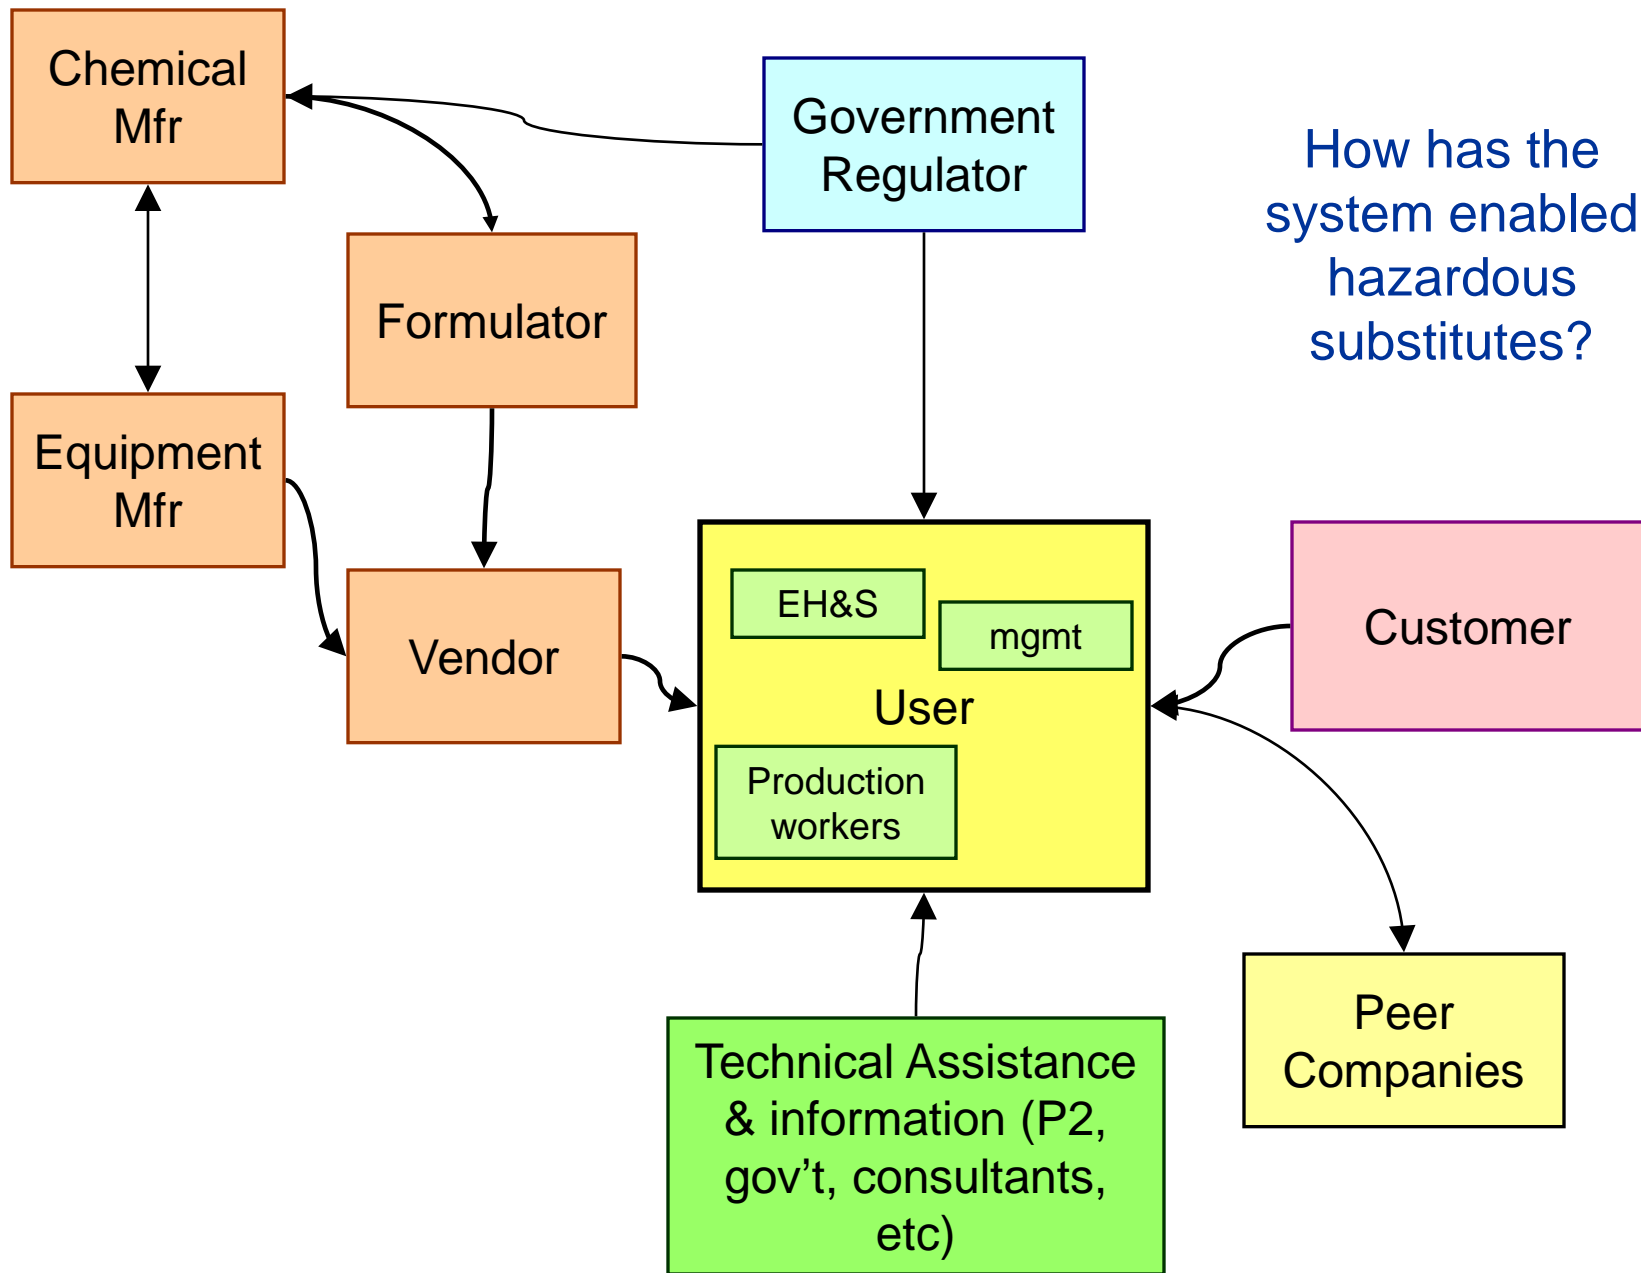 Chemical
Mfr
Government
Regulator
How has the
system enabled
hazardous
substitutes?
Formulator
Equipment
Mfr
Vendor
EH&S
mgmt
User
Production
workers
Customer
Peer
Companies
Technical Assistance
& information (P2,
gov’t, consultants,
etc)